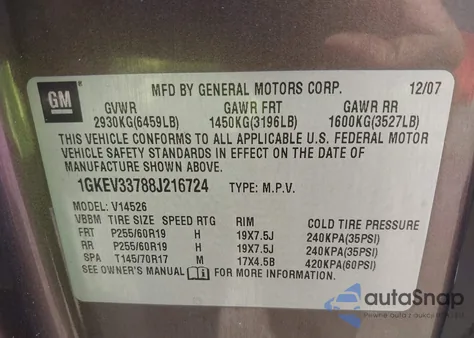 GM
MFD BY GENERAL MOTORS CORP. 12/07
GVWR GAWR FRT GAWR RR
2930KG(6459LB) 1450KG(3196LB) 1600KG(3527LB)
THIS VEHICLE CONFORMS TO ALL APPLICABLE U.S. FEDERAL MOTOR
VEHICLE SAFETY STANDARDS IN EFFECT ON THE DATE OF
MANUFACTURE SHOWN ABOVE.
1GKEV33788J216724 TYPE: M.P.V.
MODEL: V14526
VBBM TIRE SIZE SPEED RTG RIM COLD TIRE PRESSURE
FRT P255/60R19 H 19X7.5J 240KPA(35PSI)
RR P255/60R19 H 19X7.5J 240KPA(35PSI)
SPA T145/70R17 M 17X4.5B 420KPA(60PSI)
SEE OWNER'S MANUAL FOR MORE INFORMATION.
autoSnap
Pewne auta z aukcji